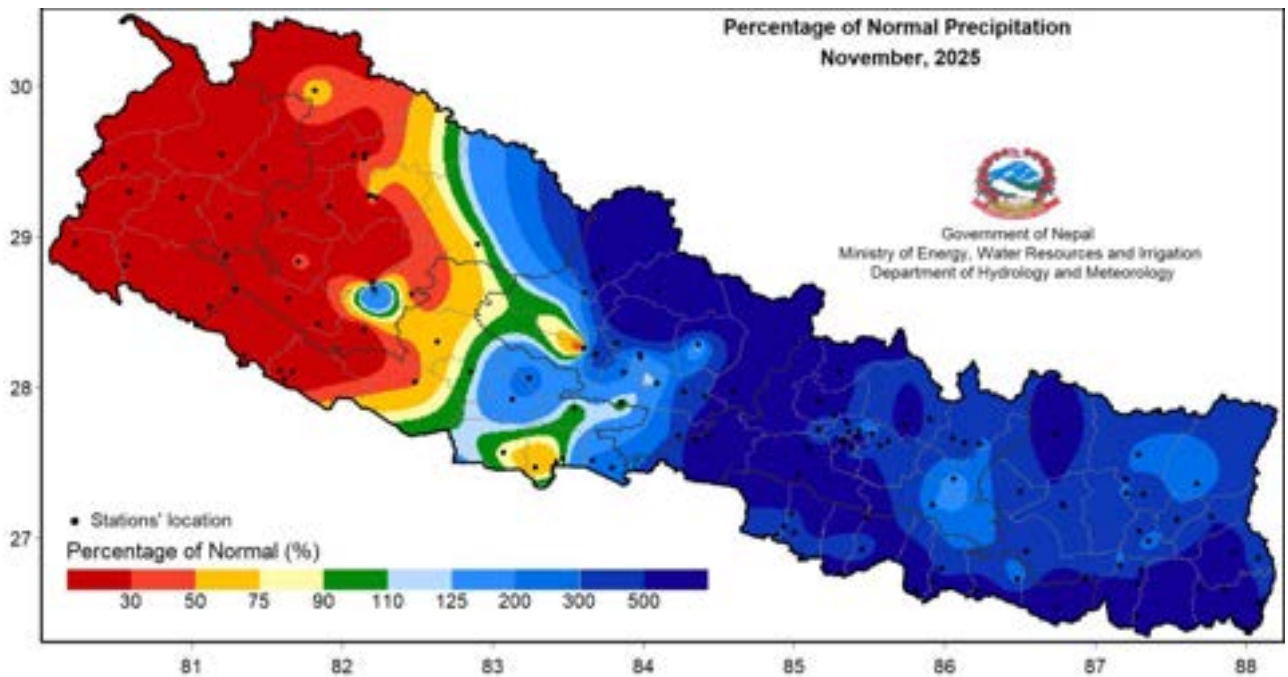 Percentage of Normal Precipitation
November, 2025
Government of Nepal
Ministry of Energy, Water Resources and Irrigation
Department of Hydrology and Meteorology
30
29
28
27
Stations' location
Percentage of Normal (%)
30 50 75 90 110 125 200 300 500
81 82 83 84 85 86 87 88